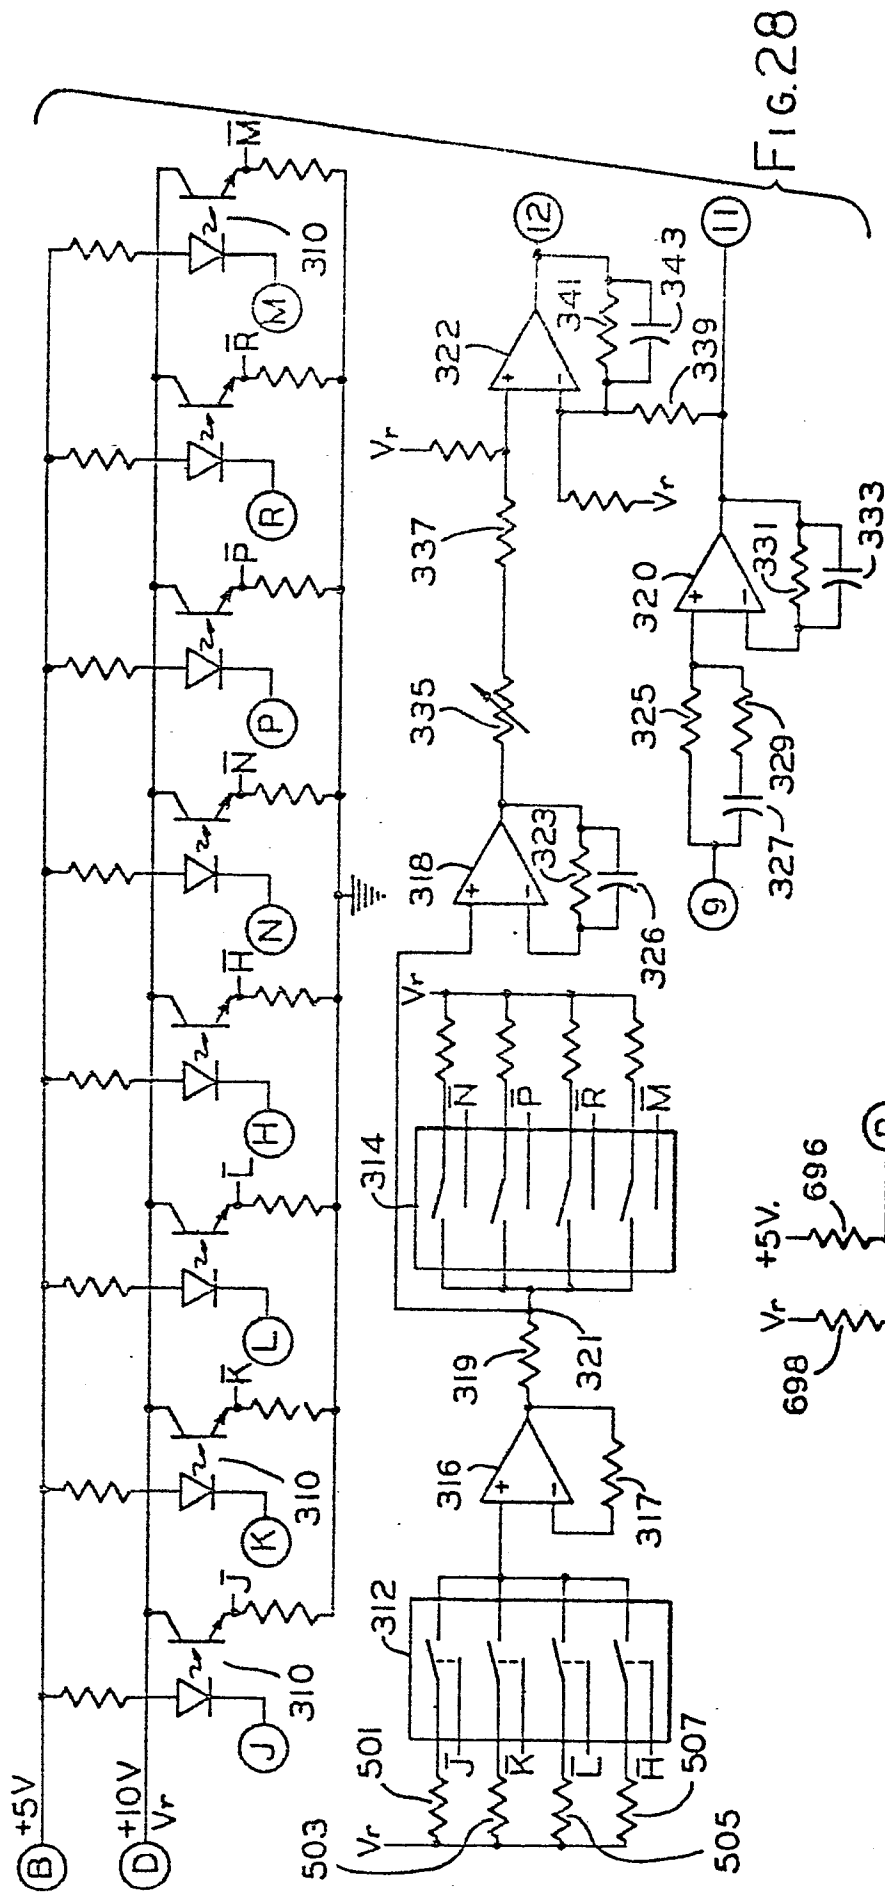 B +5V
D +10V
Vr
J̅ K̅ L̅ H̅ N̅ P̅ R̅ M̅
J K L H N P R M
310 310 310
501
503
Vr
505
507
312
J̅
K̅
L̅
H̅
316
317
319
321
314
N̅
P̅
R̅
M̅
Vr
318
323
326
335
337
Vr
322
341
343
12
Vr
339
9
325
327
329
320
331
333
11
Vr
698
+5V.
696
FIG.28